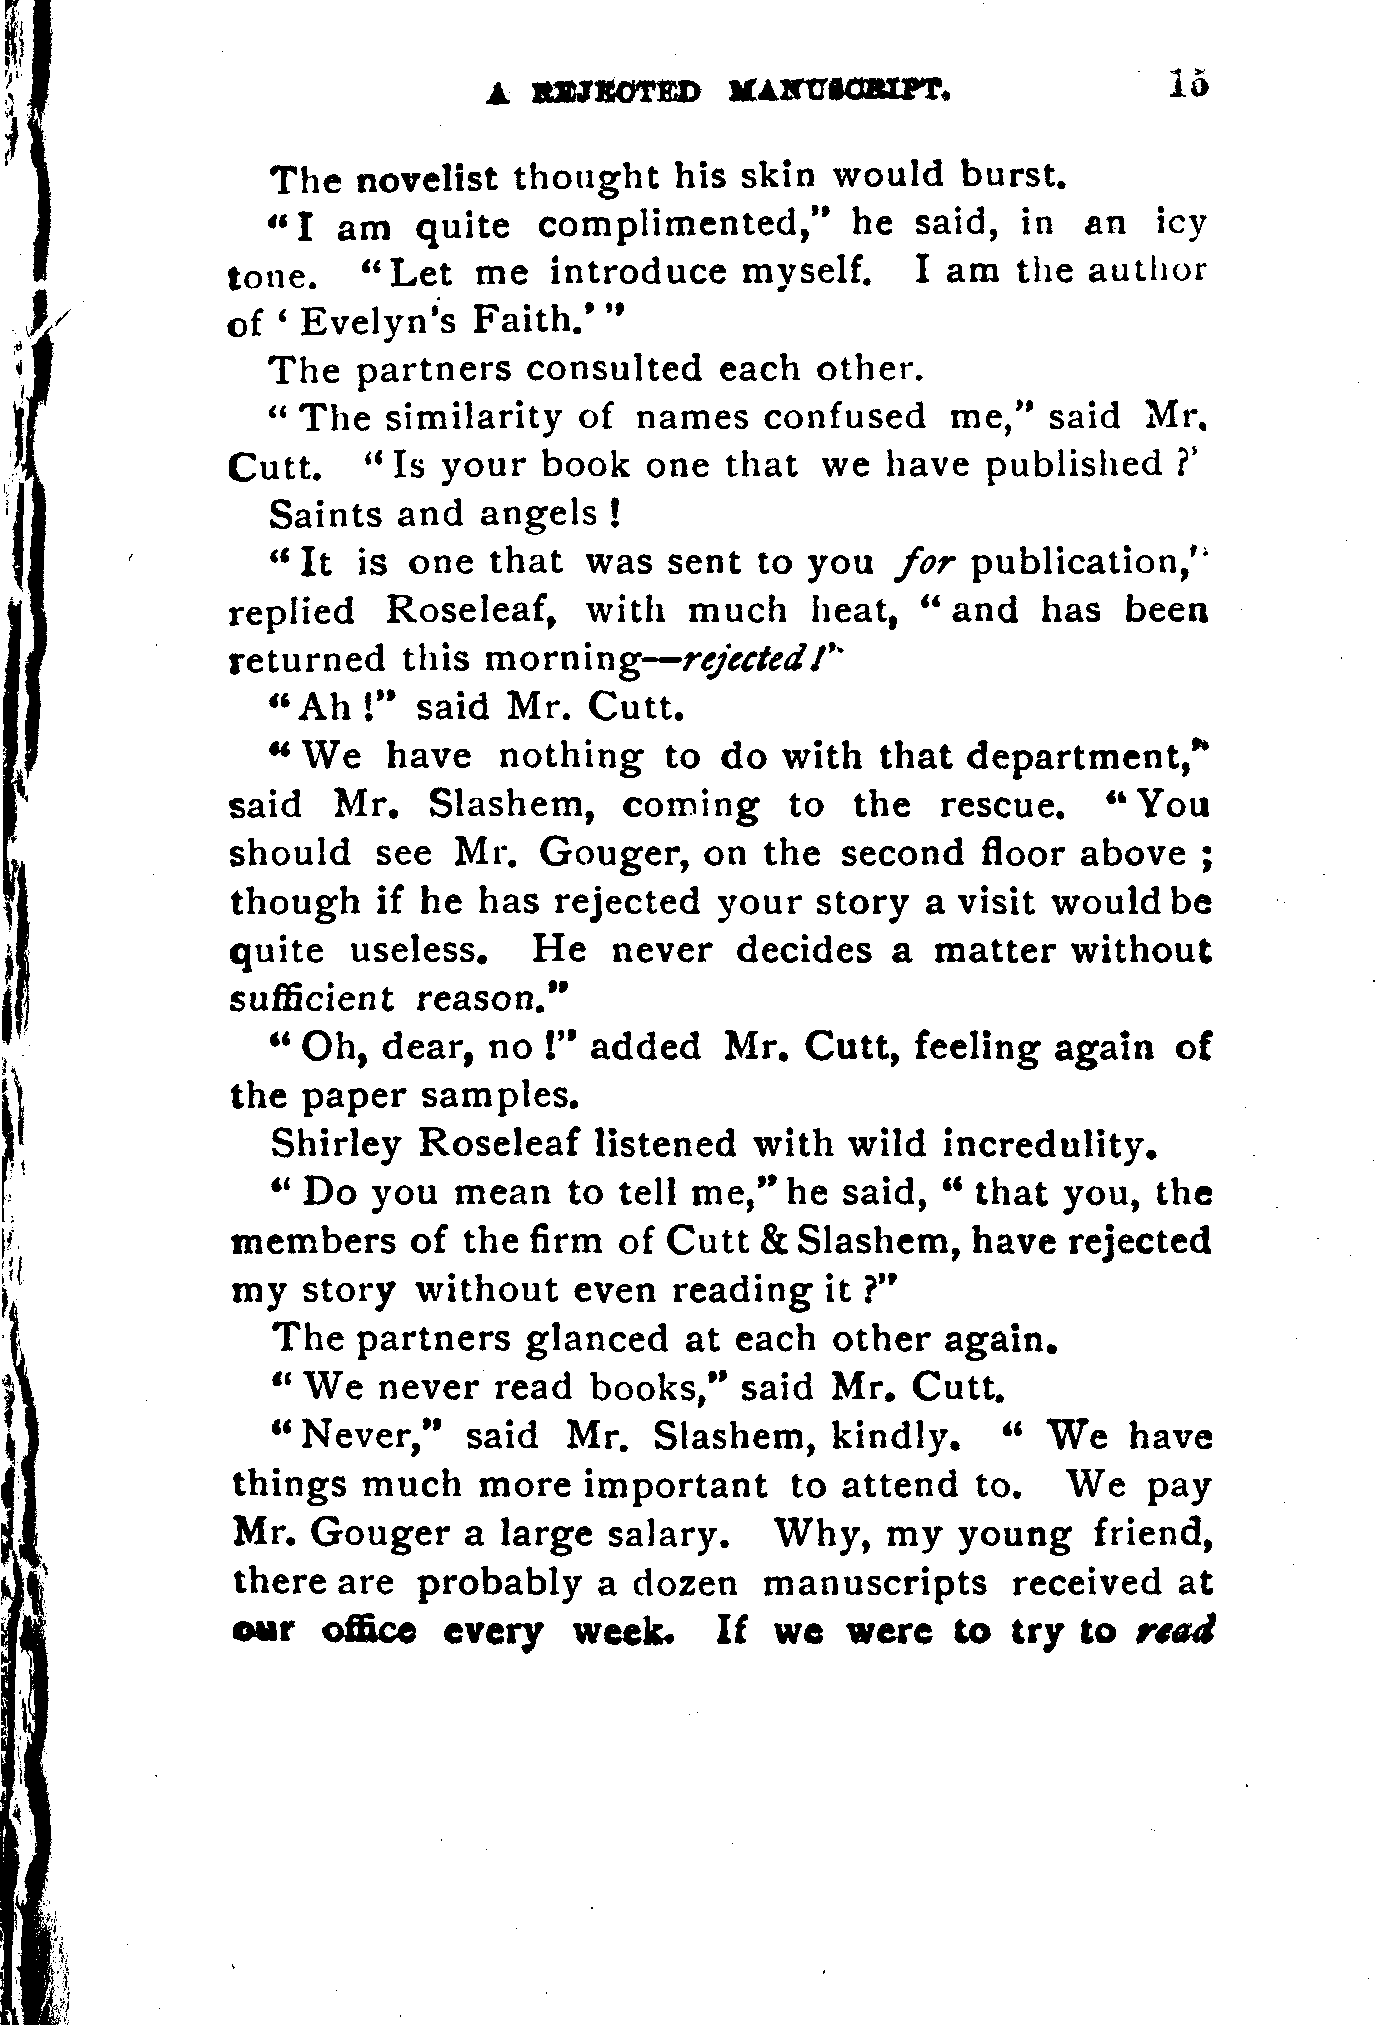 A REJECTED MANUSCRIPT. 15
The novelist thought his skin would burst.
"I am quite complimented," he said, in an icy
tone. "Let me introduce myself. I am the author
of 'Evelyn's Faith.'"
The partners consulted each other.
"The similarity of names confused me," said Mr.
Cutt. "Is your book one that we have published ?'
Saints and angels !
"It is one that was sent to you for publication,"
replied Roseleaf, with much heat, "and has been
returned this morning—rejected!"
"Ah !" said Mr. Cutt.
"We have nothing to do with that department,"
said Mr. Slashem, coming to the rescue. "You
should see Mr. Gouger, on the second floor above ;
though if he has rejected your story a visit would be
quite useless. He never decides a matter without
sufficient reason."
"Oh, dear, no !" added Mr. Cutt, feeling again of
the paper samples.
Shirley Roseleaf listened with wild incredulity.
"Do you mean to tell me," he said, "that you, the
members of the firm of Cutt & Slashem, have rejected
my story without even reading it ?"
The partners glanced at each other again.
"We never read books," said Mr. Cutt.
"Never," said Mr. Slashem, kindly. "We have
things much more important to attend to. We pay
Mr. Gouger a large salary. Why, my young friend,
there are probably a dozen manuscripts received at
our office every week. If we were to try to read